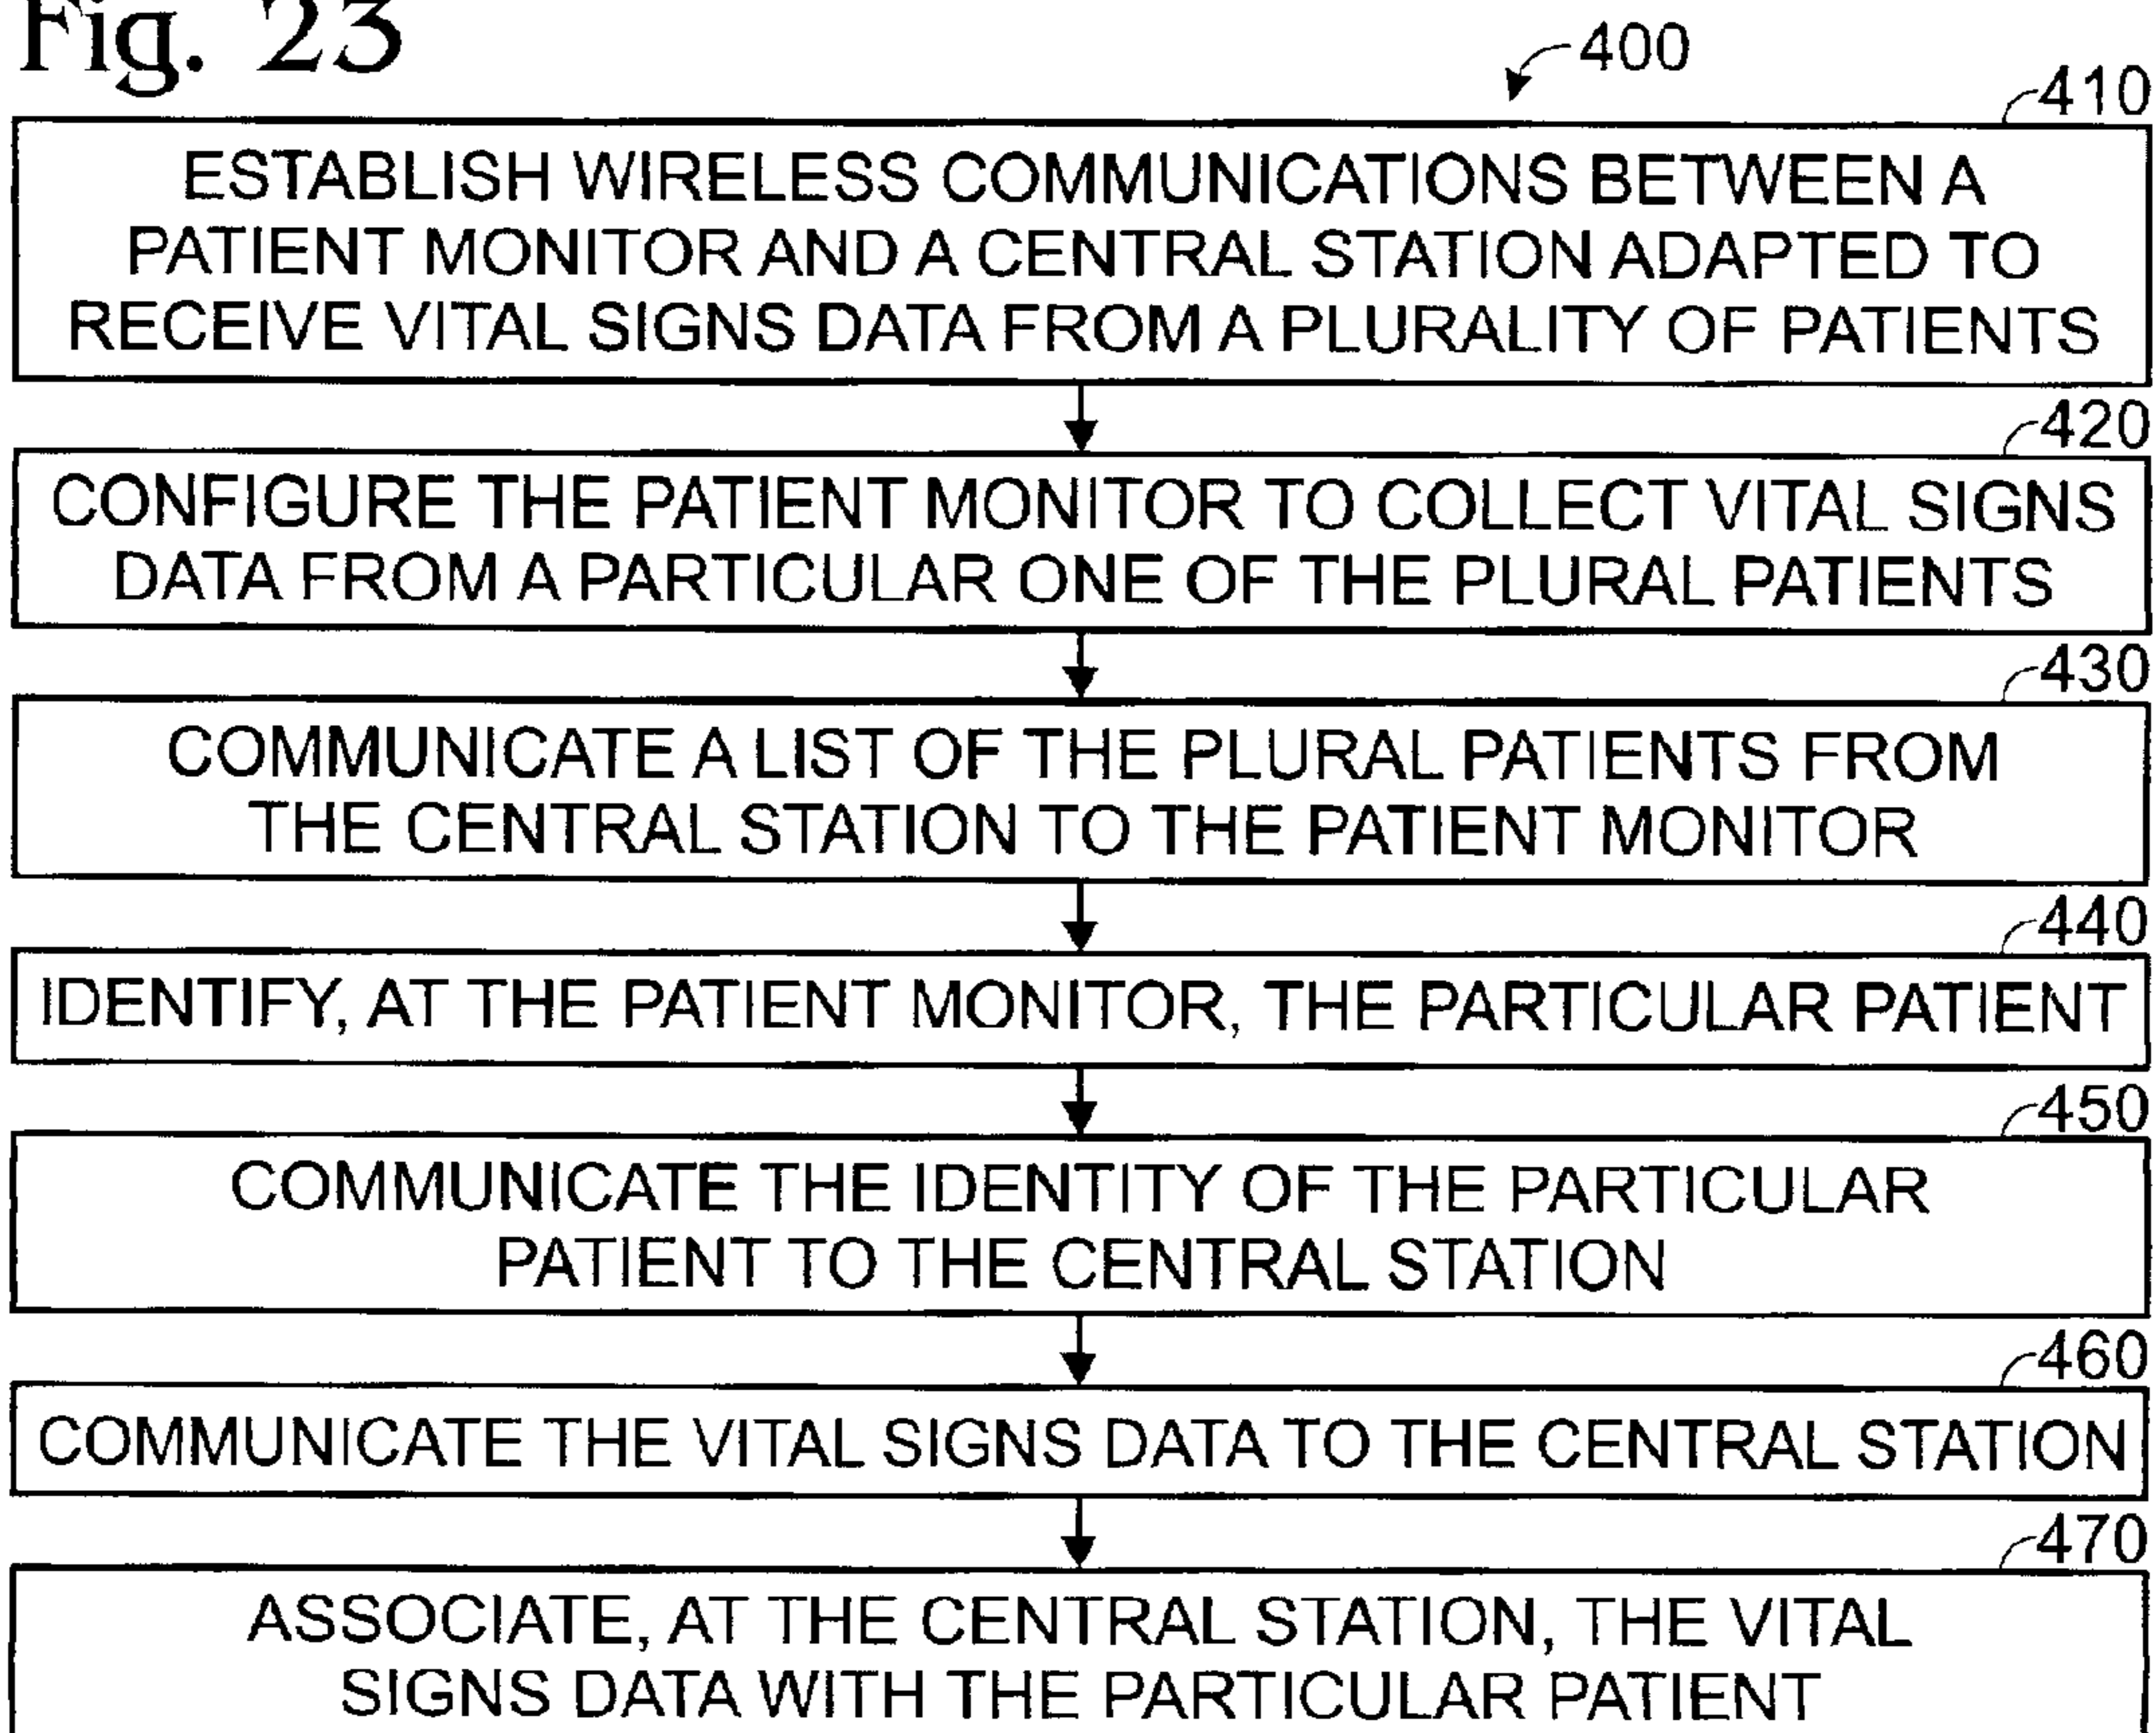 Fig. 23
400
410
ESTABLISH WIRELESS COMMUNICATIONS BETWEEN A
PATIENT MONITOR AND A CENTRAL STATION ADAPTED TO
RECEIVE VITAL SIGNS DATA FROM A PLURALITY OF PATIENTS
420
CONFIGURE THE PATIENT MONITOR TO COLLECT VITAL SIGNS
DATA FROM A PARTICULAR ONE OF THE PLURAL PATIENTS
430
COMMUNICATE A LIST OF THE PLURAL PATIENTS FROM
THE CENTRAL STATION TO THE PATIENT MONITOR
440
IDENTIFY, AT THE PATIENT MONITOR, THE PARTICULAR PATIENT
450
COMMUNICATE THE IDENTITY OF THE PARTICULAR
PATIENT TO THE CENTRAL STATION
460
COMMUNICATE THE VITAL SIGNS DATA TO THE CENTRAL STATION
470
ASSOCIATE, AT THE CENTRAL STATION, THE VITAL
SIGNS DATA WITH THE PARTICULAR PATIENT